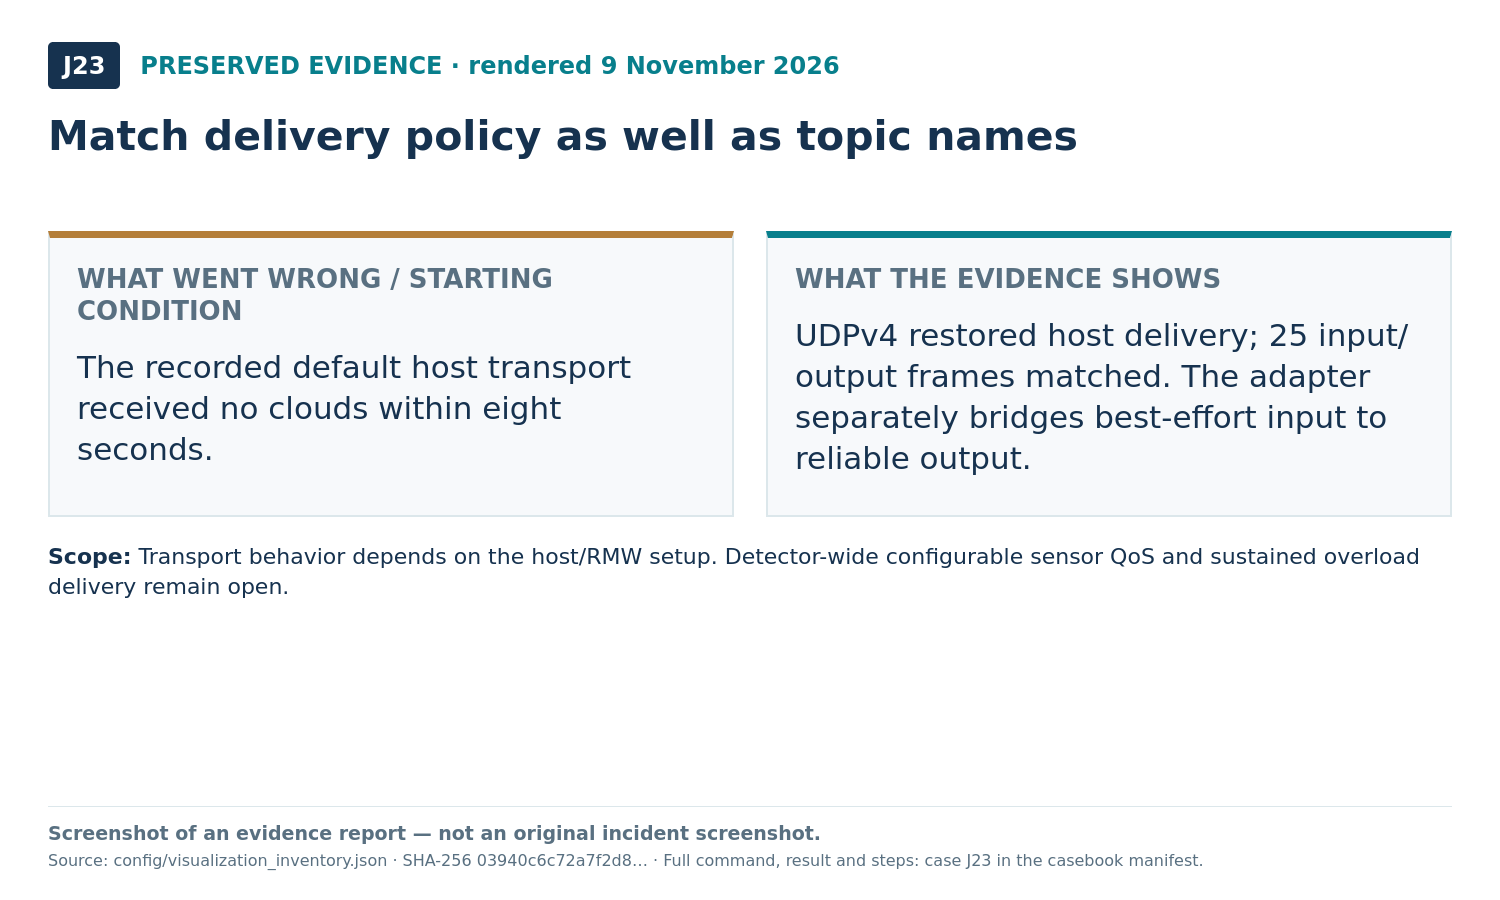 J23
PRESERVED EVIDENCE · rendered 9 November 2026
Match delivery policy as well as topic names
WHAT WENT WRONG / STARTING
CONDITION
The recorded default host transport
received no clouds within eight
seconds.
WHAT THE EVIDENCE SHOWS
UDPv4 restored host delivery; 25 input/
output frames matched. The adapter
separately bridges best-effort input to
reliable output.
Scope: Transport behavior depends on the host/RMW setup. Detector-wide configurable sensor QoS and sustained overload
delivery remain open.
Screenshot of an evidence report — not an original incident screenshot.
Source: config/visualization_inventory.json · SHA-256 03940c6c72a7f2d8… · Full command, result and steps: case J23 in the casebook manifest.